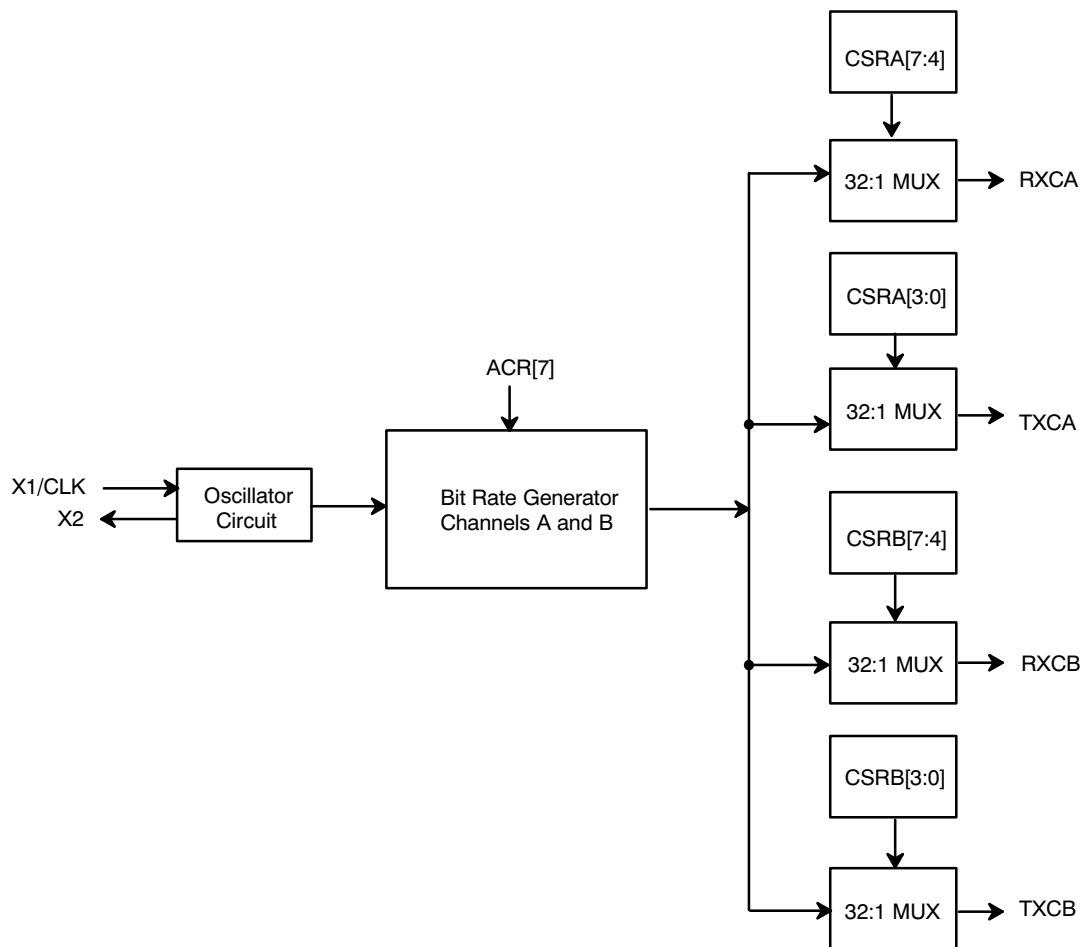 CSRA[7:4]
32:1 MUX
RXCA
CSRA[3:0]
ACR[7]
32:1 MUX
TXCA
X1/CLK
X2
Oscillator
Circuit
Bit Rate Generator
Channels A and B
CSRB[7:4]
32:1 MUX
RXCB
CSRB[3:0]
32:1 MUX
TXCB